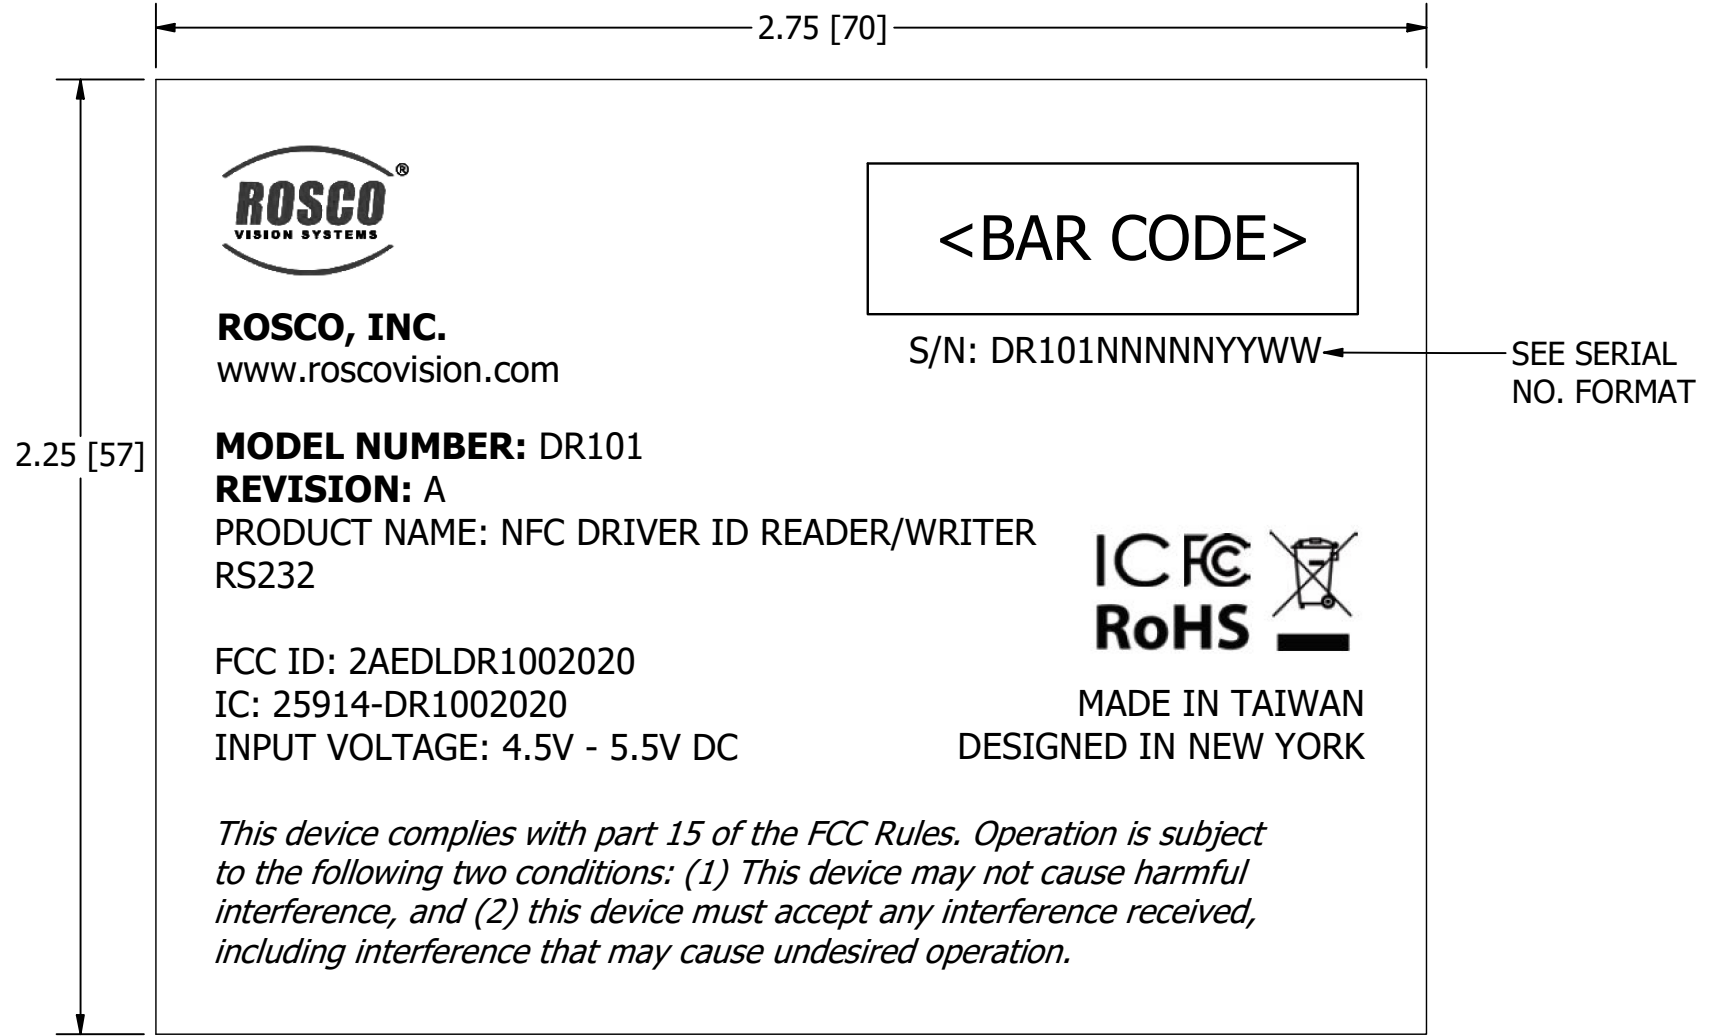 2.75 [70]
ROSCO®
VISION SYSTEMS
<BAR CODE>
ROSCO, INC.
www.roscovision.com
S/N: DR101NNNNNYYWW
SEE SERIAL
NO. FORMAT
2.25 [57]
MODEL NUMBER: DR101
REVISION: A
PRODUCT NAME: NFC DRIVER ID READER/WRITER
RS232
IC FC
RoHS
FCC ID: 2AEDLDR1002020
IC: 25914-DR1002020
INPUT VOLTAGE: 4.5V - 5.5V DC
MADE IN TAIWAN
DESIGNED IN NEW YORK
This device complies with part 15 of the FCC Rules. Operation is subject
to the following two conditions: (1) This device may not cause harmful
interference, and (2) this device must accept any interference received,
including interference that may cause undesired operation.